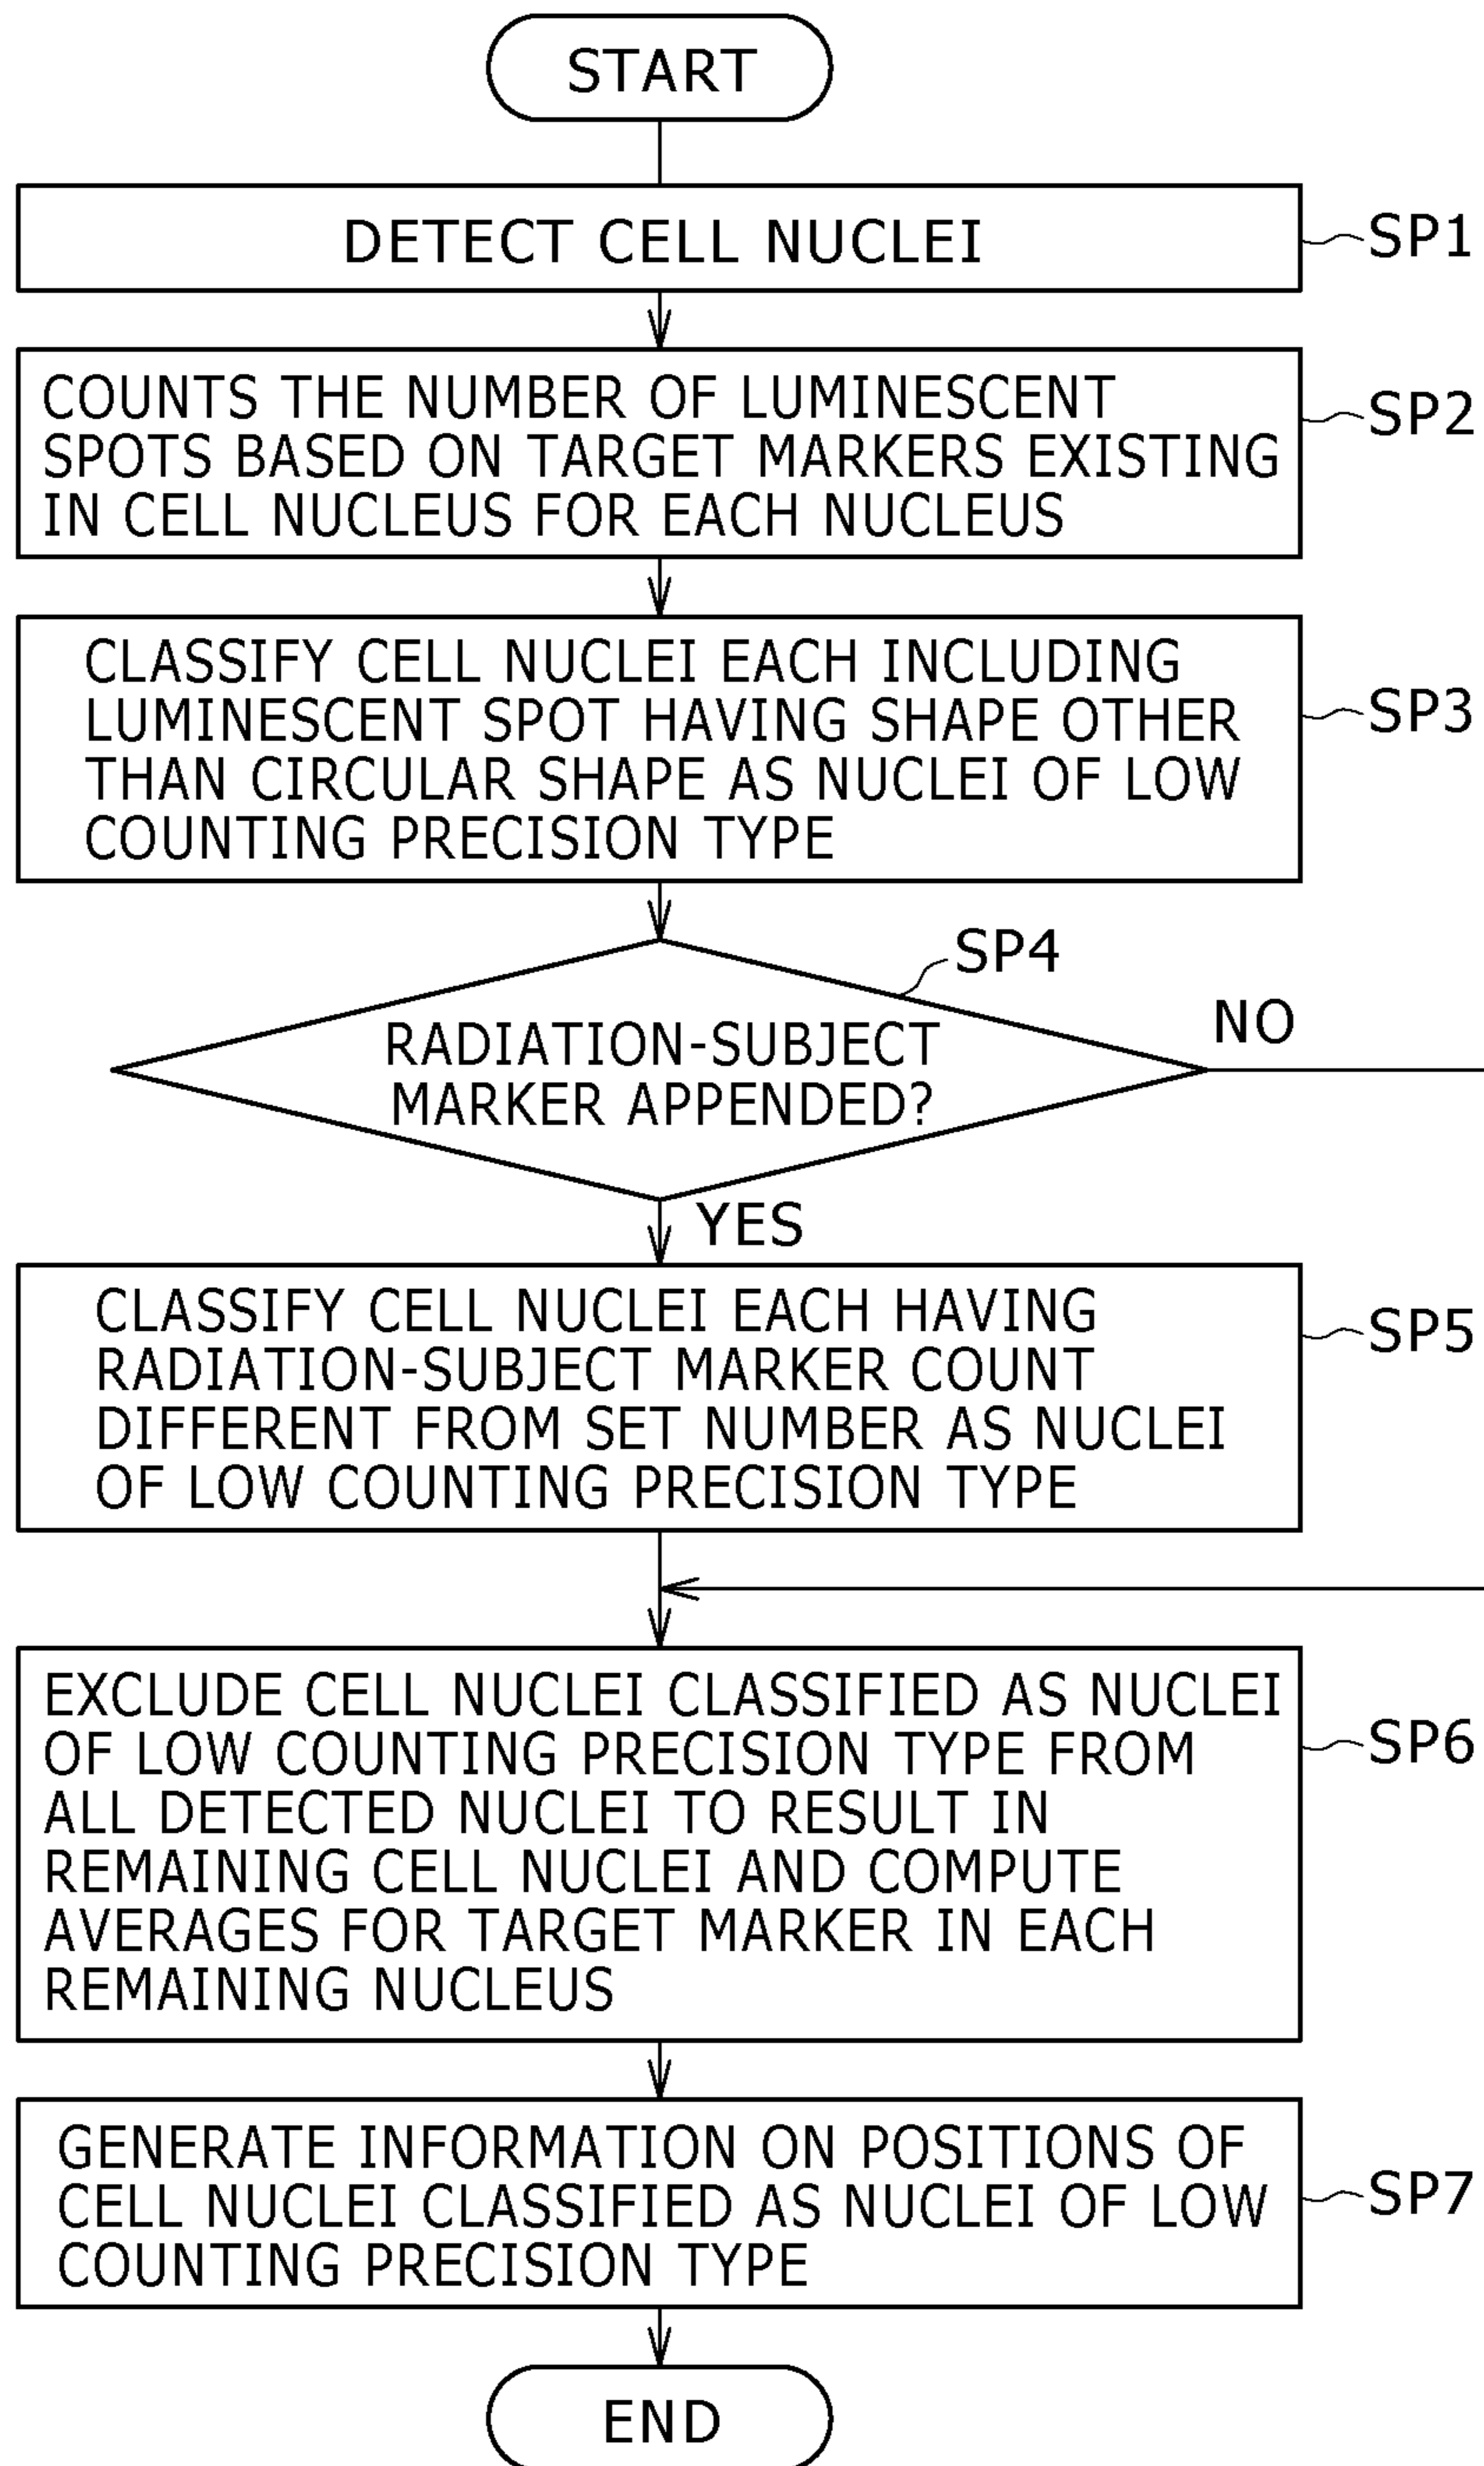 START
DETECT CELL NUCLEI
SP1
COUNTS THE NUMBER OF LUMINESCENT
SPOTS BASED ON TARGET MARKERS EXISTING
IN CELL NUCLEUS FOR EACH NUCLEUS
SP2
CLASSIFY CELL NUCLEI EACH INCLUDING
LUMINESCENT SPOT HAVING SHAPE OTHER
THAN CIRCULAR SHAPE AS NUCLEI OF LOW
COUNTING PRECISION TYPE
SP3
SP4
RADIATION-SUBJECT
MARKER APPENDED?
NO
YES
CLASSIFY CELL NUCLEI EACH HAVING
RADIATION-SUBJECT MARKER COUNT
DIFFERENT FROM SET NUMBER AS NUCLEI
OF LOW COUNTING PRECISION TYPE
SP5
EXCLUDE CELL NUCLEI CLASSIFIED AS NUCLEI
OF LOW COUNTING PRECISION TYPE FROM
ALL DETECTED NUCLEI TO RESULT IN
REMAINING CELL NUCLEI AND COMPUTE
AVERAGES FOR TARGET MARKER IN EACH
REMAINING NUCLEUS
SP6
GENERATE INFORMATION ON POSITIONS OF
CELL NUCLEI CLASSIFIED AS NUCLEI OF LOW
COUNTING PRECISION TYPE
SP7
END